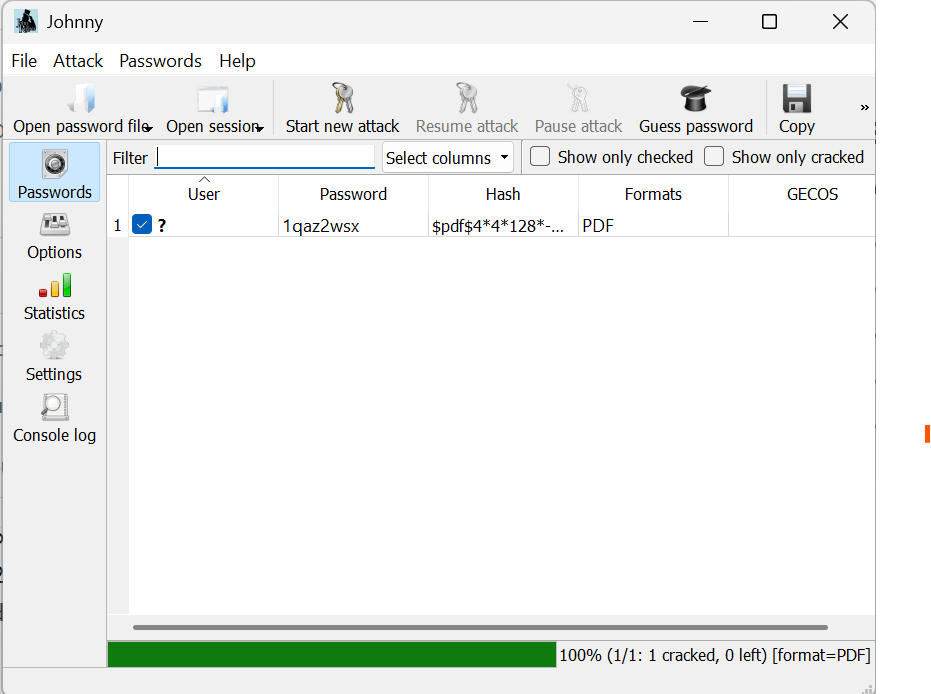 Johnny
File Attack Passwords Help
Open password file Open session Start new attack Resume attack Pause attack Guess password Copy »
Filter Select columns Show only checked Show only cracked
Passwords
Options
Statistics
Settings
Console log
User Password Hash Formats GECOS
1 ? 1qaz2wsx $pdf$4*4*128*-... PDF
100% (1/1: 1 cracked, 0 left) [format=PDF]